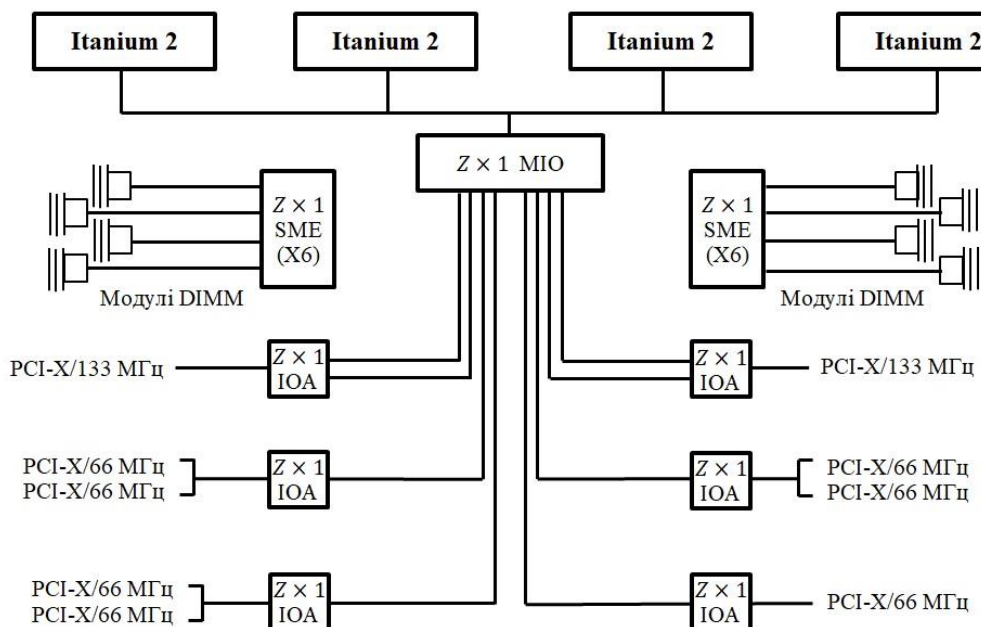 Itanium 2
Itanium 2
Itanium 2
Itanium 2
Z × 1 MIO
Z × 1
SME
(X6)
Z × 1
SME
(X6)
Модулі DIMM
Модулі DIMM
PCI-X/133 МГц
Z × 1
IOA
Z × 1
IOA
PCI-X/133 МГц
PCI-X/66 МГц
PCI-X/66 МГц
Z × 1
IOA
Z × 1
IOA
PCI-X/66 МГц
PCI-X/66 МГц
PCI-X/66 МГц
PCI-X/66 МГц
Z × 1
IOA
Z × 1
IOA
PCI-X/66 МГц